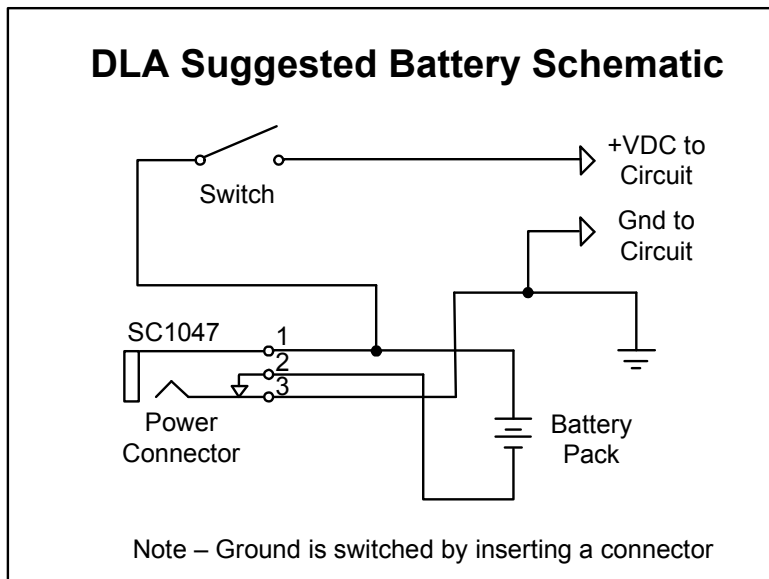 DLA Suggested Battery Schematic
+VDC to
Circuit
Switch
Gnd to
Circuit
SC1047
1
2
3
Power
Connector
Battery
Pack
Note – Ground is switched by inserting a connector